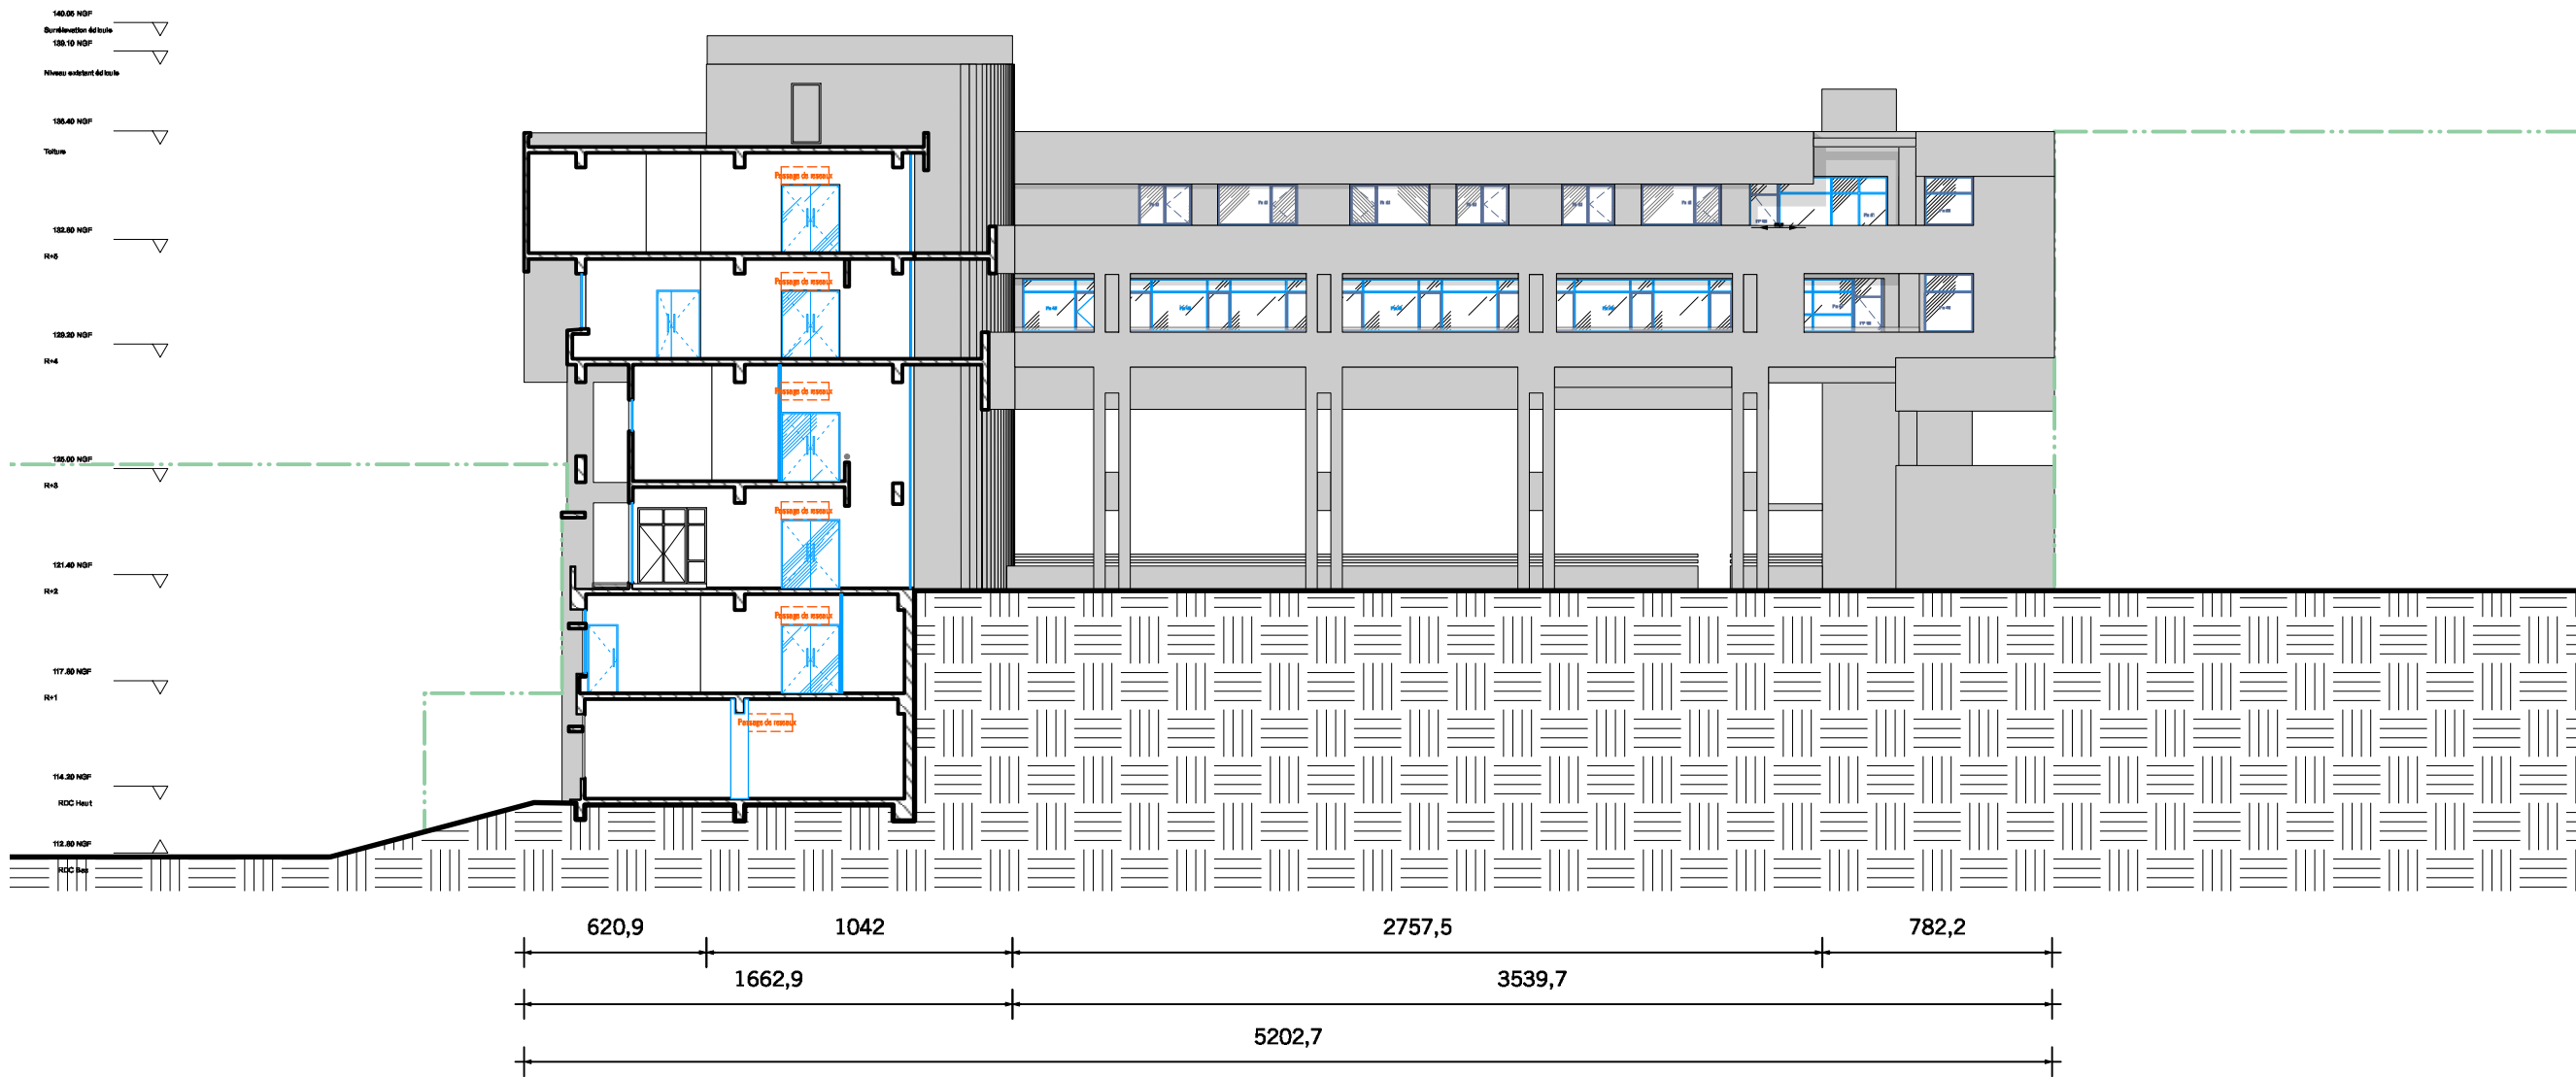 140.05 NGF
Surrélévation édicule
139.10 NGF
Niveau existant édicule
136.40 NGF
Toiture
132.80 NGF
R+5
129.20 NGF
R+4
125.00 NGF
R+3
121.40 NGF
R+2
117.80 NGF
R+1
114.20 NGF
RDC Haut
112.80 NGF
RDC Bas
Passage de reseaux
Passage de reseaux
Passage de reseaux
Passage de reseaux
Passage de reseaux
Passage de reseaux
620,9
1042
2757,5
782,2
1662,9
3539,7
5202,7